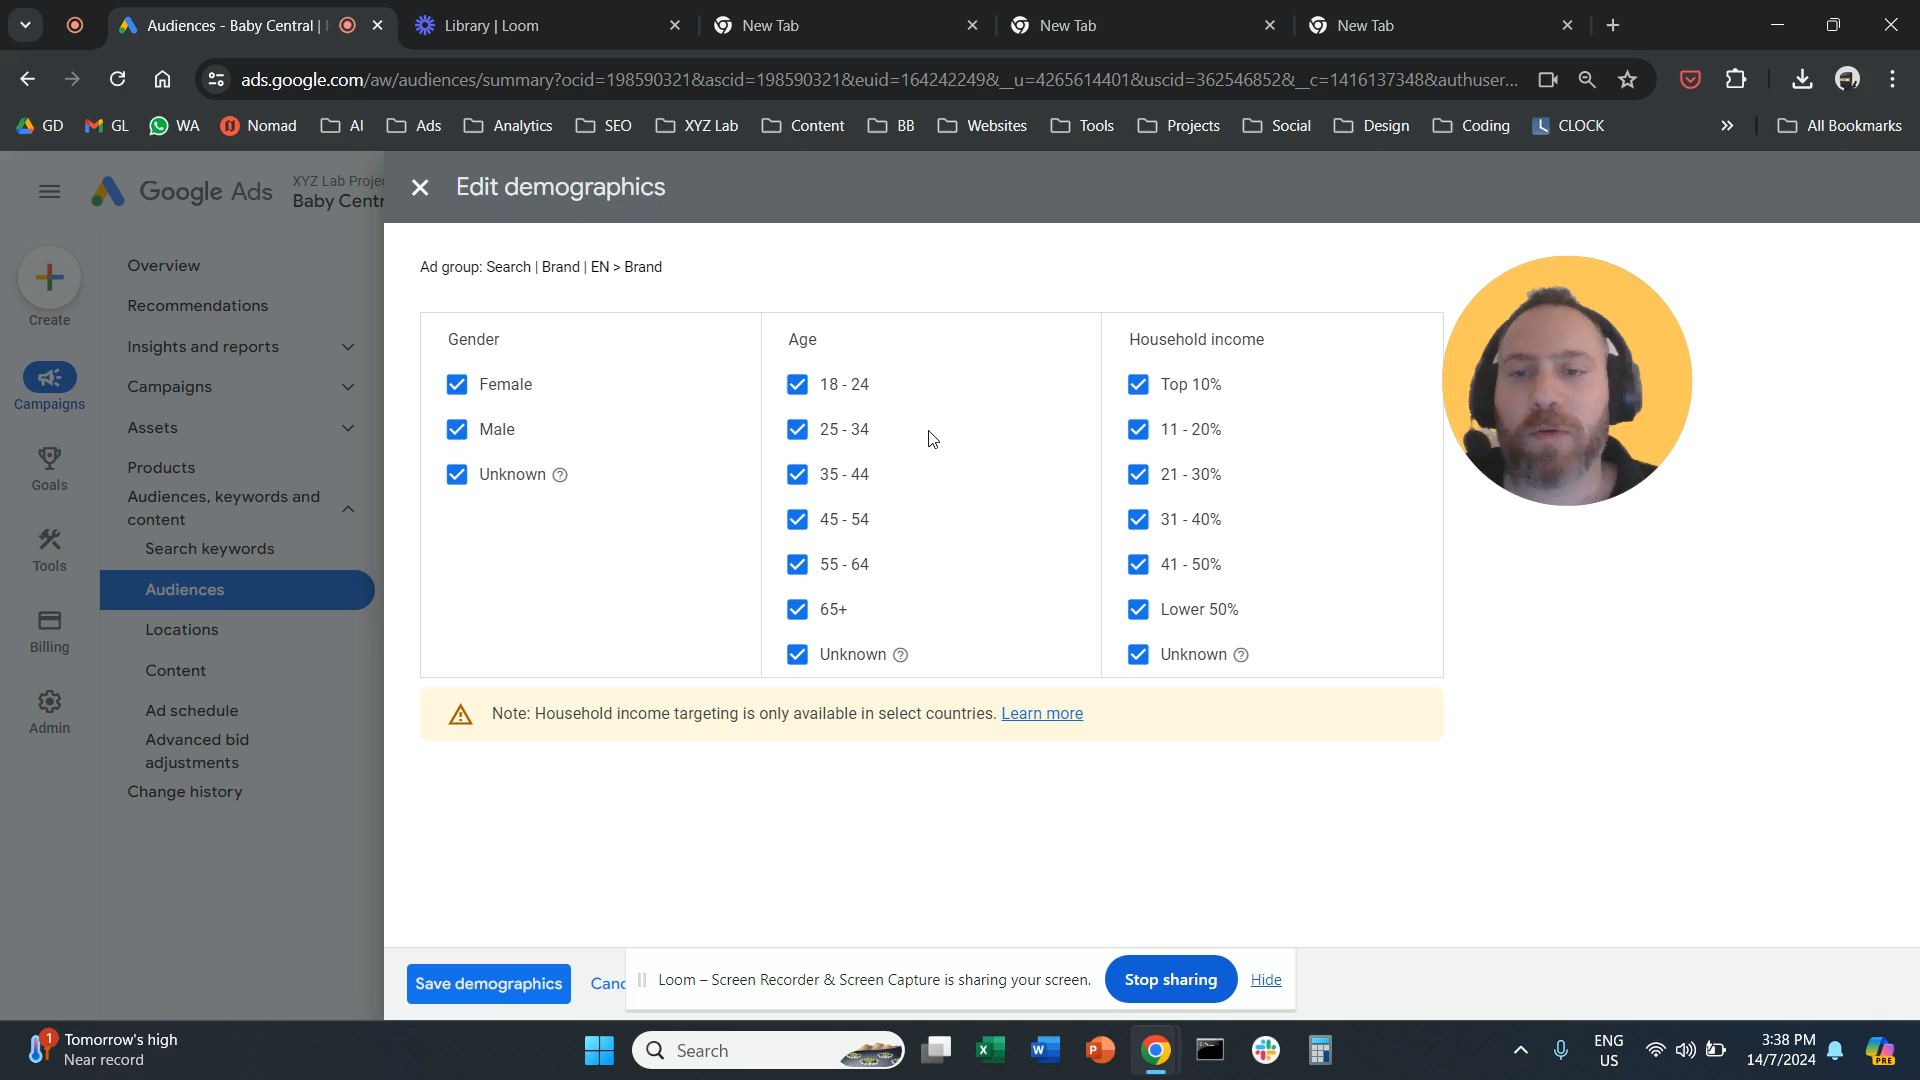 Audiences - Baby Central |
Library | Loom
New Tab
New Tab
New Tab
ads.google.com/aw/audiences/summary?ocid=198590321&ascid=198590321&euid=164242249&__u=4265614401&uscid=362546852&__c=1416137348&authuser...
GD
GL
WA
Nomad
AI
Ads
Analytics
SEO
XYZ Lab
Content
BB
Websites
Tools
Projects
Social
Design
Coding
CLOCK
All Bookmarks
Google Ads
XYZ Lab Projec
Baby Centr
Edit demographics
Create
Campaigns
Goals
Tools
Billing
Admin
Overview
Recommendations
Insights and reports
Campaigns
Assets
Products
Audiences, keywords and
content
Search keywords
Audiences
Locations
Content
Ad schedule
Advanced bid
adjustments
Change history
Ad group: Search | Brand | EN > Brand
Gender
Female
Male
Unknown
Age
18 - 24
25 - 34
35 - 44
45 - 54
55 - 64
65+
Unknown
Household income
Top 10%
11 - 20%
21 - 30%
31 - 40%
41 - 50%
Lower 50%
Unknown
Note: Household income targeting is only available in select countries. Learn more
Save demographics
Canc
Loom – Screen Recorder & Screen Capture is sharing your screen.
Stop sharing
Hide
1
Tomorrow's high
Near record
Search
ENG
US
3:38 PM
14/7/2024
PRE